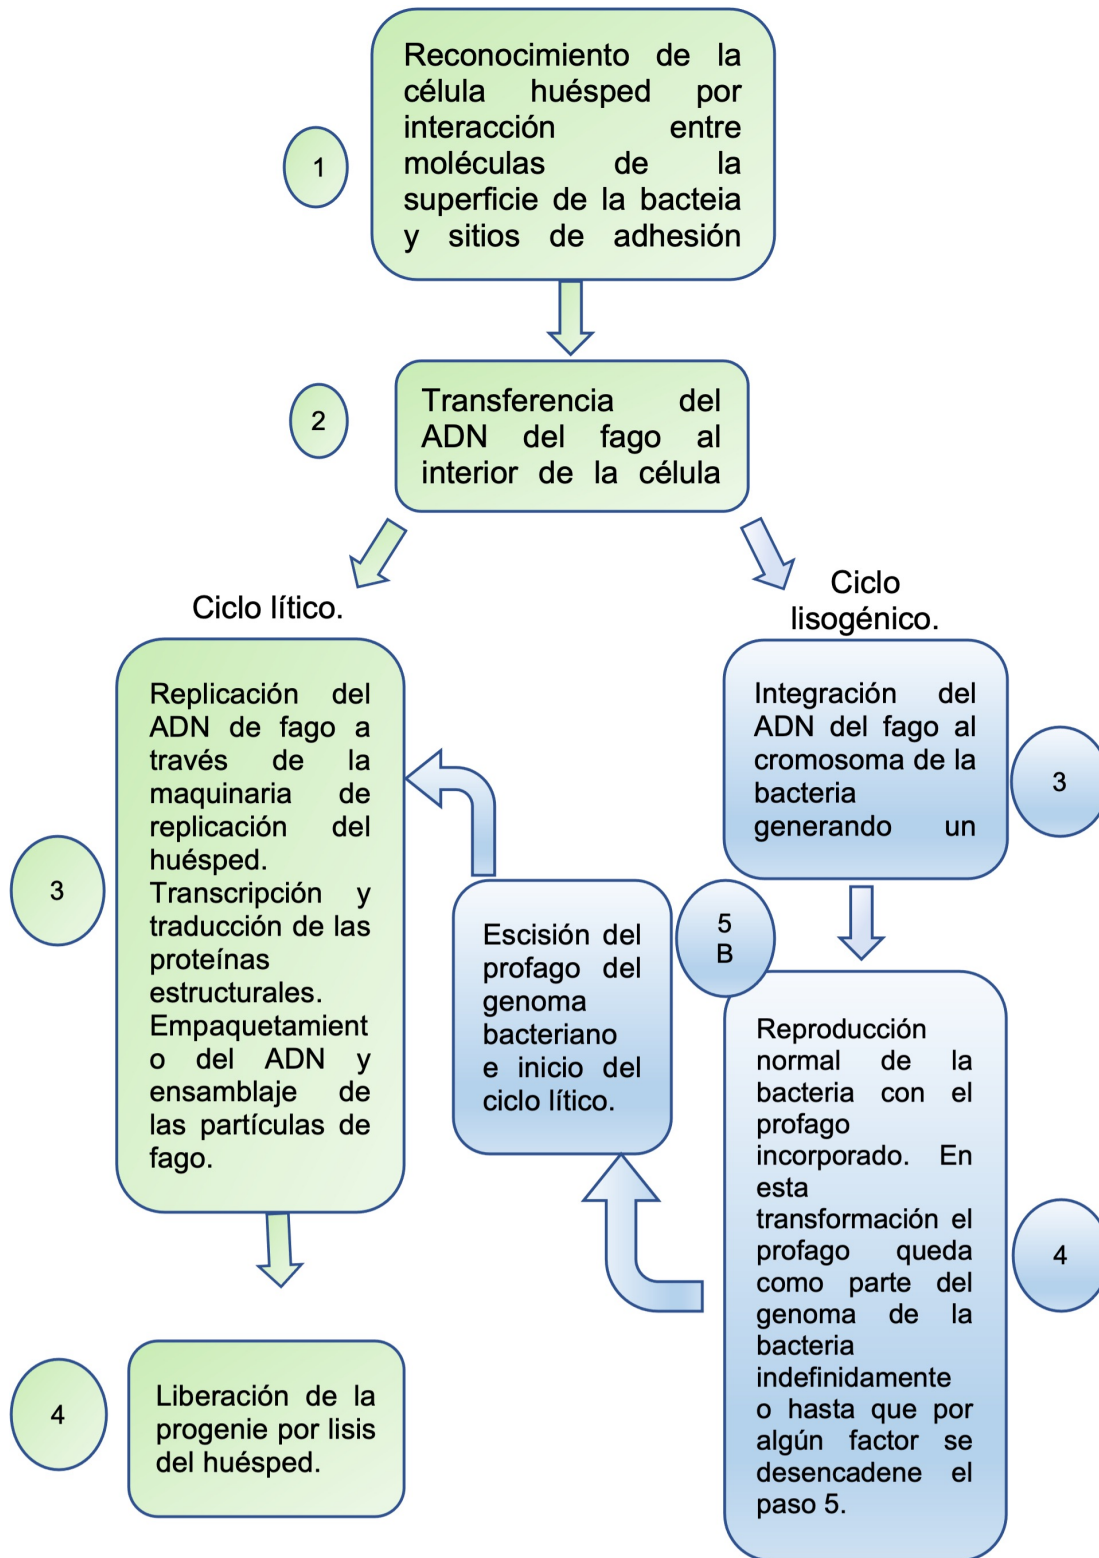 1
Reconocimiento de la
célula huésped por
interacción entre
moléculas de la
superficie de la bacteia
y sitios de adhesión
2
Transferencia del
ADN del fago al
interior de la célula
Ciclo lítico.
3
Replicación del
ADN de fago a
través de la
maquinaria de
replicación del
huésped.
Transcripción y
traducción de las
proteínas
estructurales.
Empaquetamient
o del ADN y
ensamblaje de
las partículas de
fago.
4
Liberación de la
progenie por lisis
del huésped.
Ciclo
lisogénico.
Integración del
ADN del fago al
cromosoma de la
bacteria
generando un
3
Reproducción
normal de la
bacteria con el
profago
incorporado. En
esta
transformación el
profago queda
como parte del
genoma de la
bacteria
indefinidamente
o hasta que por
algún factor se
desencadene el
paso 5.
4
5
B
Escisión del
profago del
genoma
bacteriano
e inicio del
ciclo lítico.